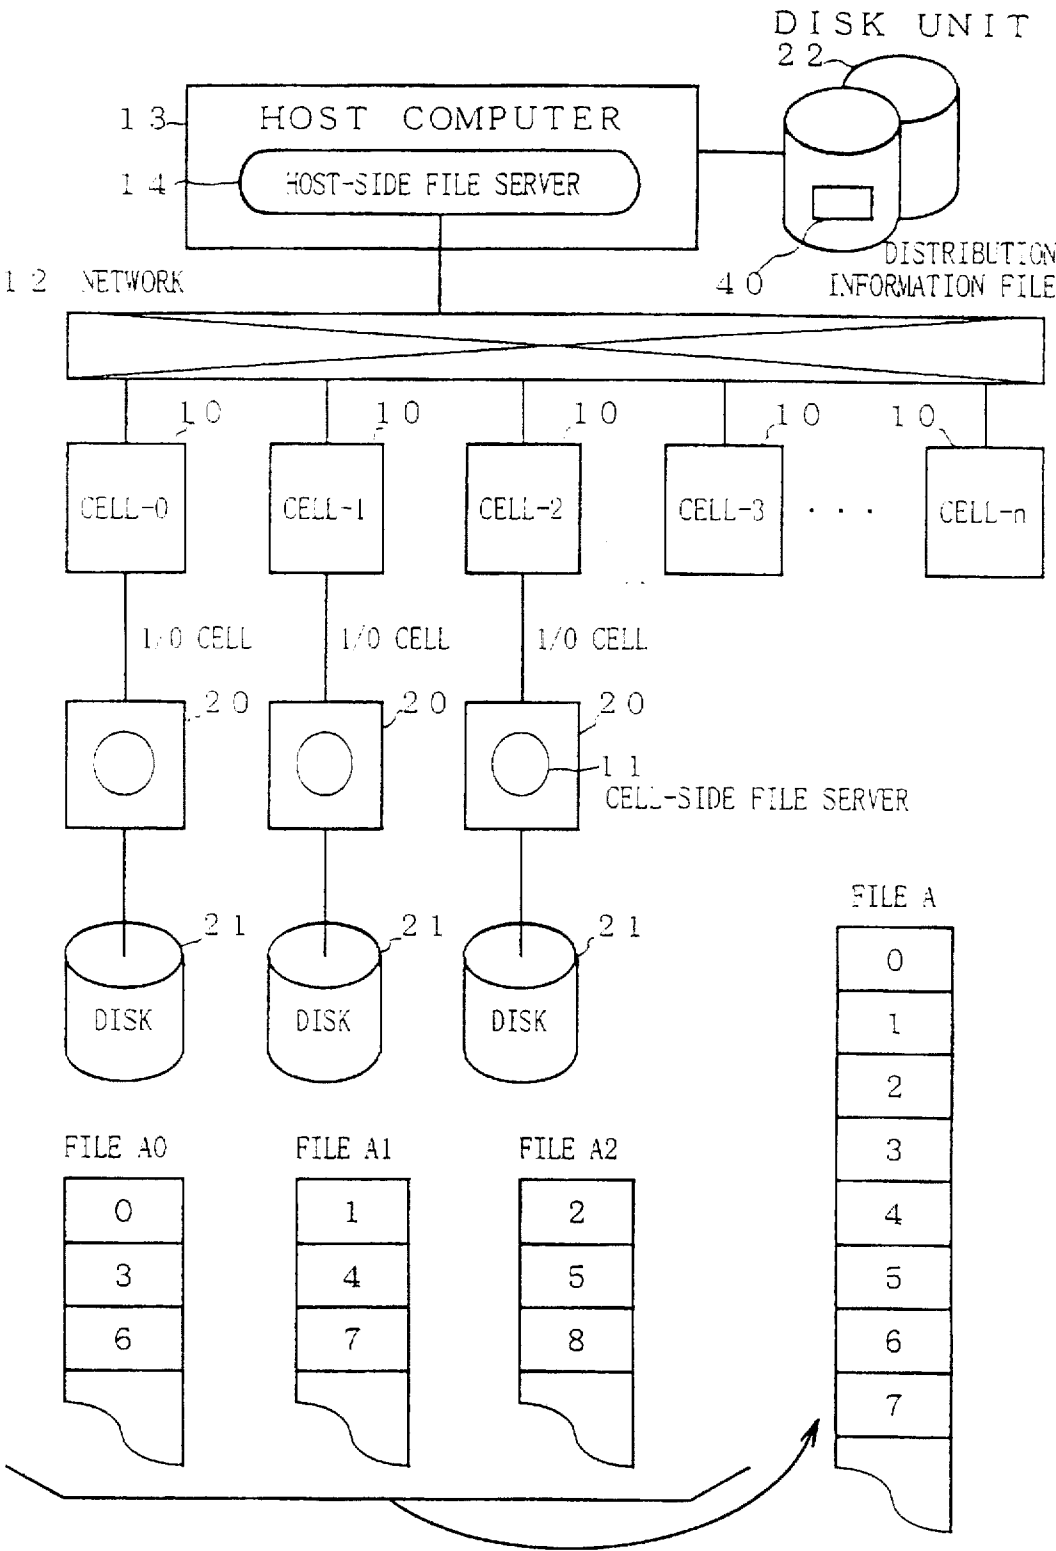 DISK UNIT
22
13 HOST COMPUTER
14 HOST-SIDE FILE SERVER
DISTRIBUTION
12 NETWORK 40 INFORMATION FILE
10 10 10 10 10
CELL-0 CELL-1 CELL-2 CELL-3 . . . CELL-n
I/O CELL I/O CELL I/O CELL
20 20 20
11
CELL-SIDE FILE SERVER
FILE A
21 21 21
0
DISK DISK DISK 1
2
FILE A0 FILE A1 FILE A2 3
0 1 2 4
3 4 5 5
6 7 8 6
7